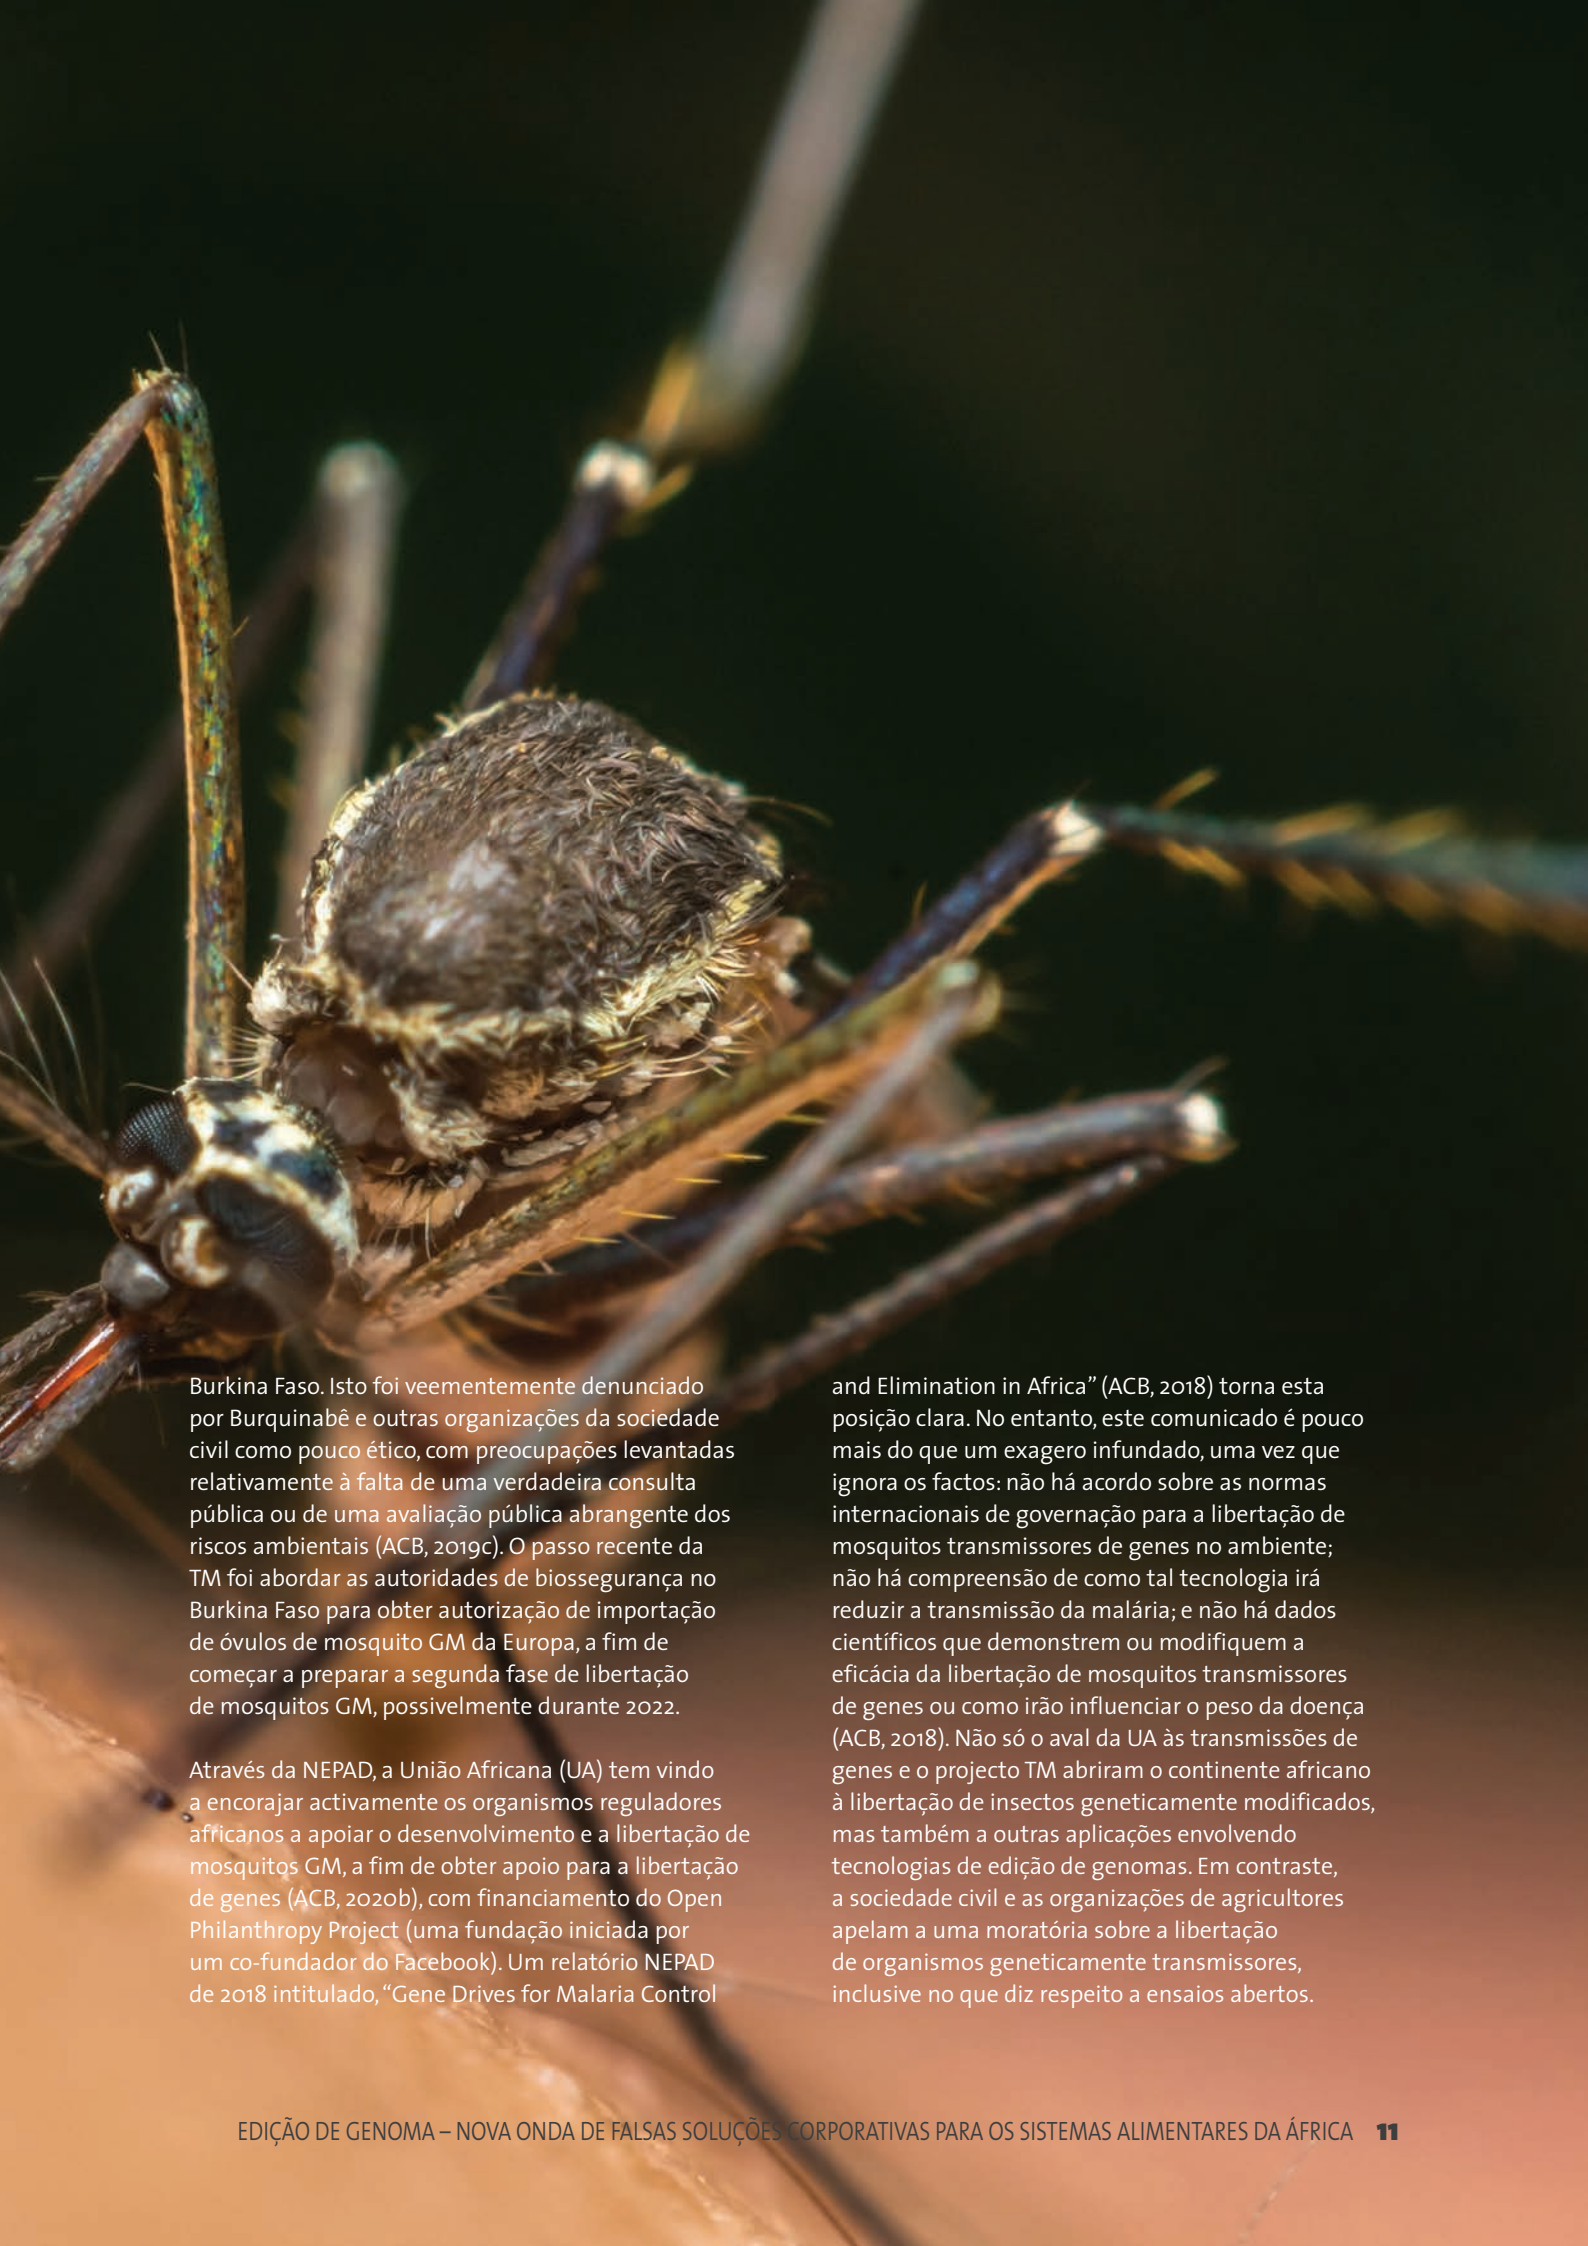 Burkina Faso. Isto foi veementemente denunciado
por Burquinabê e outras organizações da sociedade
civil como pouco ético, com preocupações levantadas
relativamente à falta de uma verdadeira consulta
pública ou de uma avaliação pública abrangente dos
riscos ambientais (ACB, 2019c). O passo recente da
TM foi abordar as autoridades de biossegurança no
Burkina Faso para obter autorização de importação
de óvulos de mosquito GM da Europa, a fim de
começar a preparar a segunda fase de libertação
de mosquitos GM, possivelmente durante 2022.
Através da NEPAD, a União Africana (UA) tem vindo
a encorajar activamente os organismos reguladores
africanos a apoiar o desenvolvimento e a libertação de
mosquitos GM, a fim de obter apoio para a libertação
de genes (ACB, 2020b), com financiamento do Open
Philanthropy Project (uma fundação iniciada por
um co-fundador do Facebook). Um relatório NEPAD
de 2018 intitulado, “Gene Drives for Malaria Control
and Elimination in Africa” (ACB, 2018) torna esta
posição clara. No entanto, este comunicado é pouco
mais do que um exagero infundado, uma vez que
ignora os factos: não há acordo sobre as normas
internacionais de governação para a libertação de
mosquitos transmissores de genes no ambiente;
não há compreensão de como tal tecnologia irá
reduzir a transmissão da malária; e não há dados
científicos que demonstrem ou modifiquem a
eficácia da libertação de mosquitos transmissores
de genes ou como irão influenciar o peso da doença
(ACB, 2018). Não só o aval da UA às transmissões de
genes e o projecto TM abriram o continente africano
à libertação de insectos geneticamente modificados,
mas também a outras aplicações envolvendo
tecnologias de edição de genomas. Em contraste,
a sociedade civil e as organizações de agricultores
apelam a uma moratória sobre a libertação
de organismos geneticamente transmissores,
inclusive no que diz respeito a ensaios abertos.
EDIÇÃO DE GENOMA – NOVA ONDA DE FALSAS SOLUÇÕES CORPORATIVAS PARA OS SISTEMAS ALIMENTARES DA ÁFRICA 11